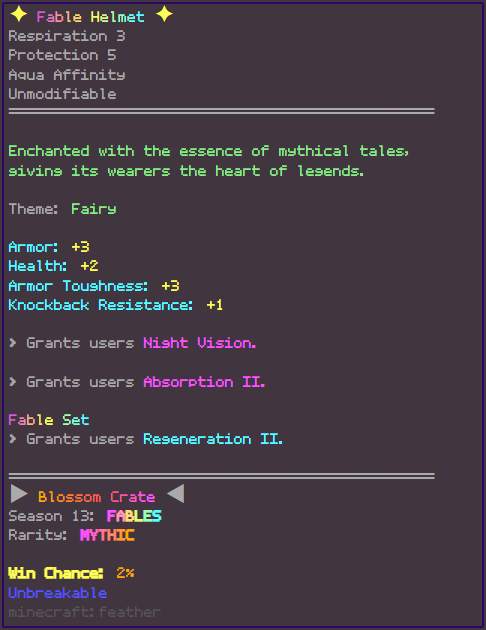 ✦ Fable Helmet ✦
Respiration 3
Protection 5
Aqua Affinity
Unmodifiable
Enchanted with the essence of mythical tales,
giving its wearers the heart of legends.
Theme: Fairy
Armor: +3
Health: +2
Armor Toughness: +3
Knockback Resistance: +1
> Grants users Night Vision.
> Grants users Absorption II.
Fable Set
> Grants users Regeneration II.
▶ Blossom Crate ◀
Season 13: FABLES
Rarity: MYTHIC
Win Chance: 2%
Unbreakable
minecraft:feather